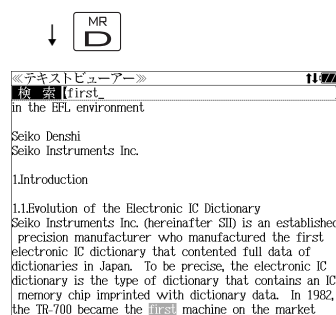 ↓ MR
D
≪テキストビューアー≫
検 索【first_
in the EFL environment
Seiko Denshi
Seiko Instruments Inc.
1.Introduction
1.1.Evolution of the Electronic IC Dictionary
Seiko Instruments Inc. (hereinafter SII) is an established
precision manufacturer who manufactured the first
electronic IC dictionary that contented full data of
dictionaries in Japan. To be precise, the electronic IC
dictionary is the type of dictionary that contains an IC
memory chip imprinted with dictionary data. In 1982,
the TR-700 became the first machine on the market